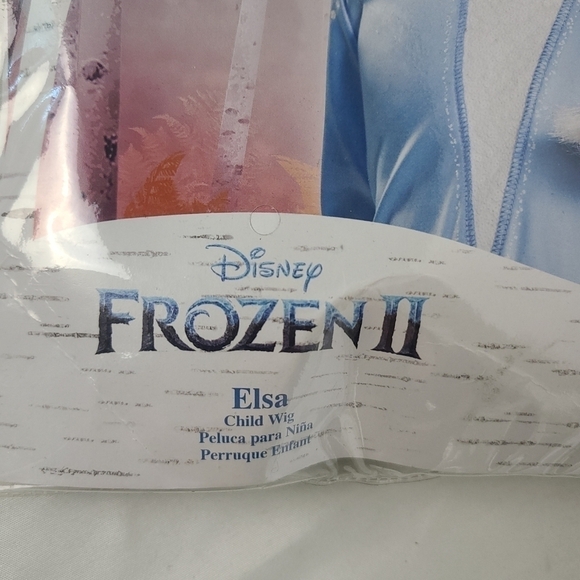 Disney
FROZEN II
Elsa
Child Wig
Peluca para Niña
Perruque Enfant